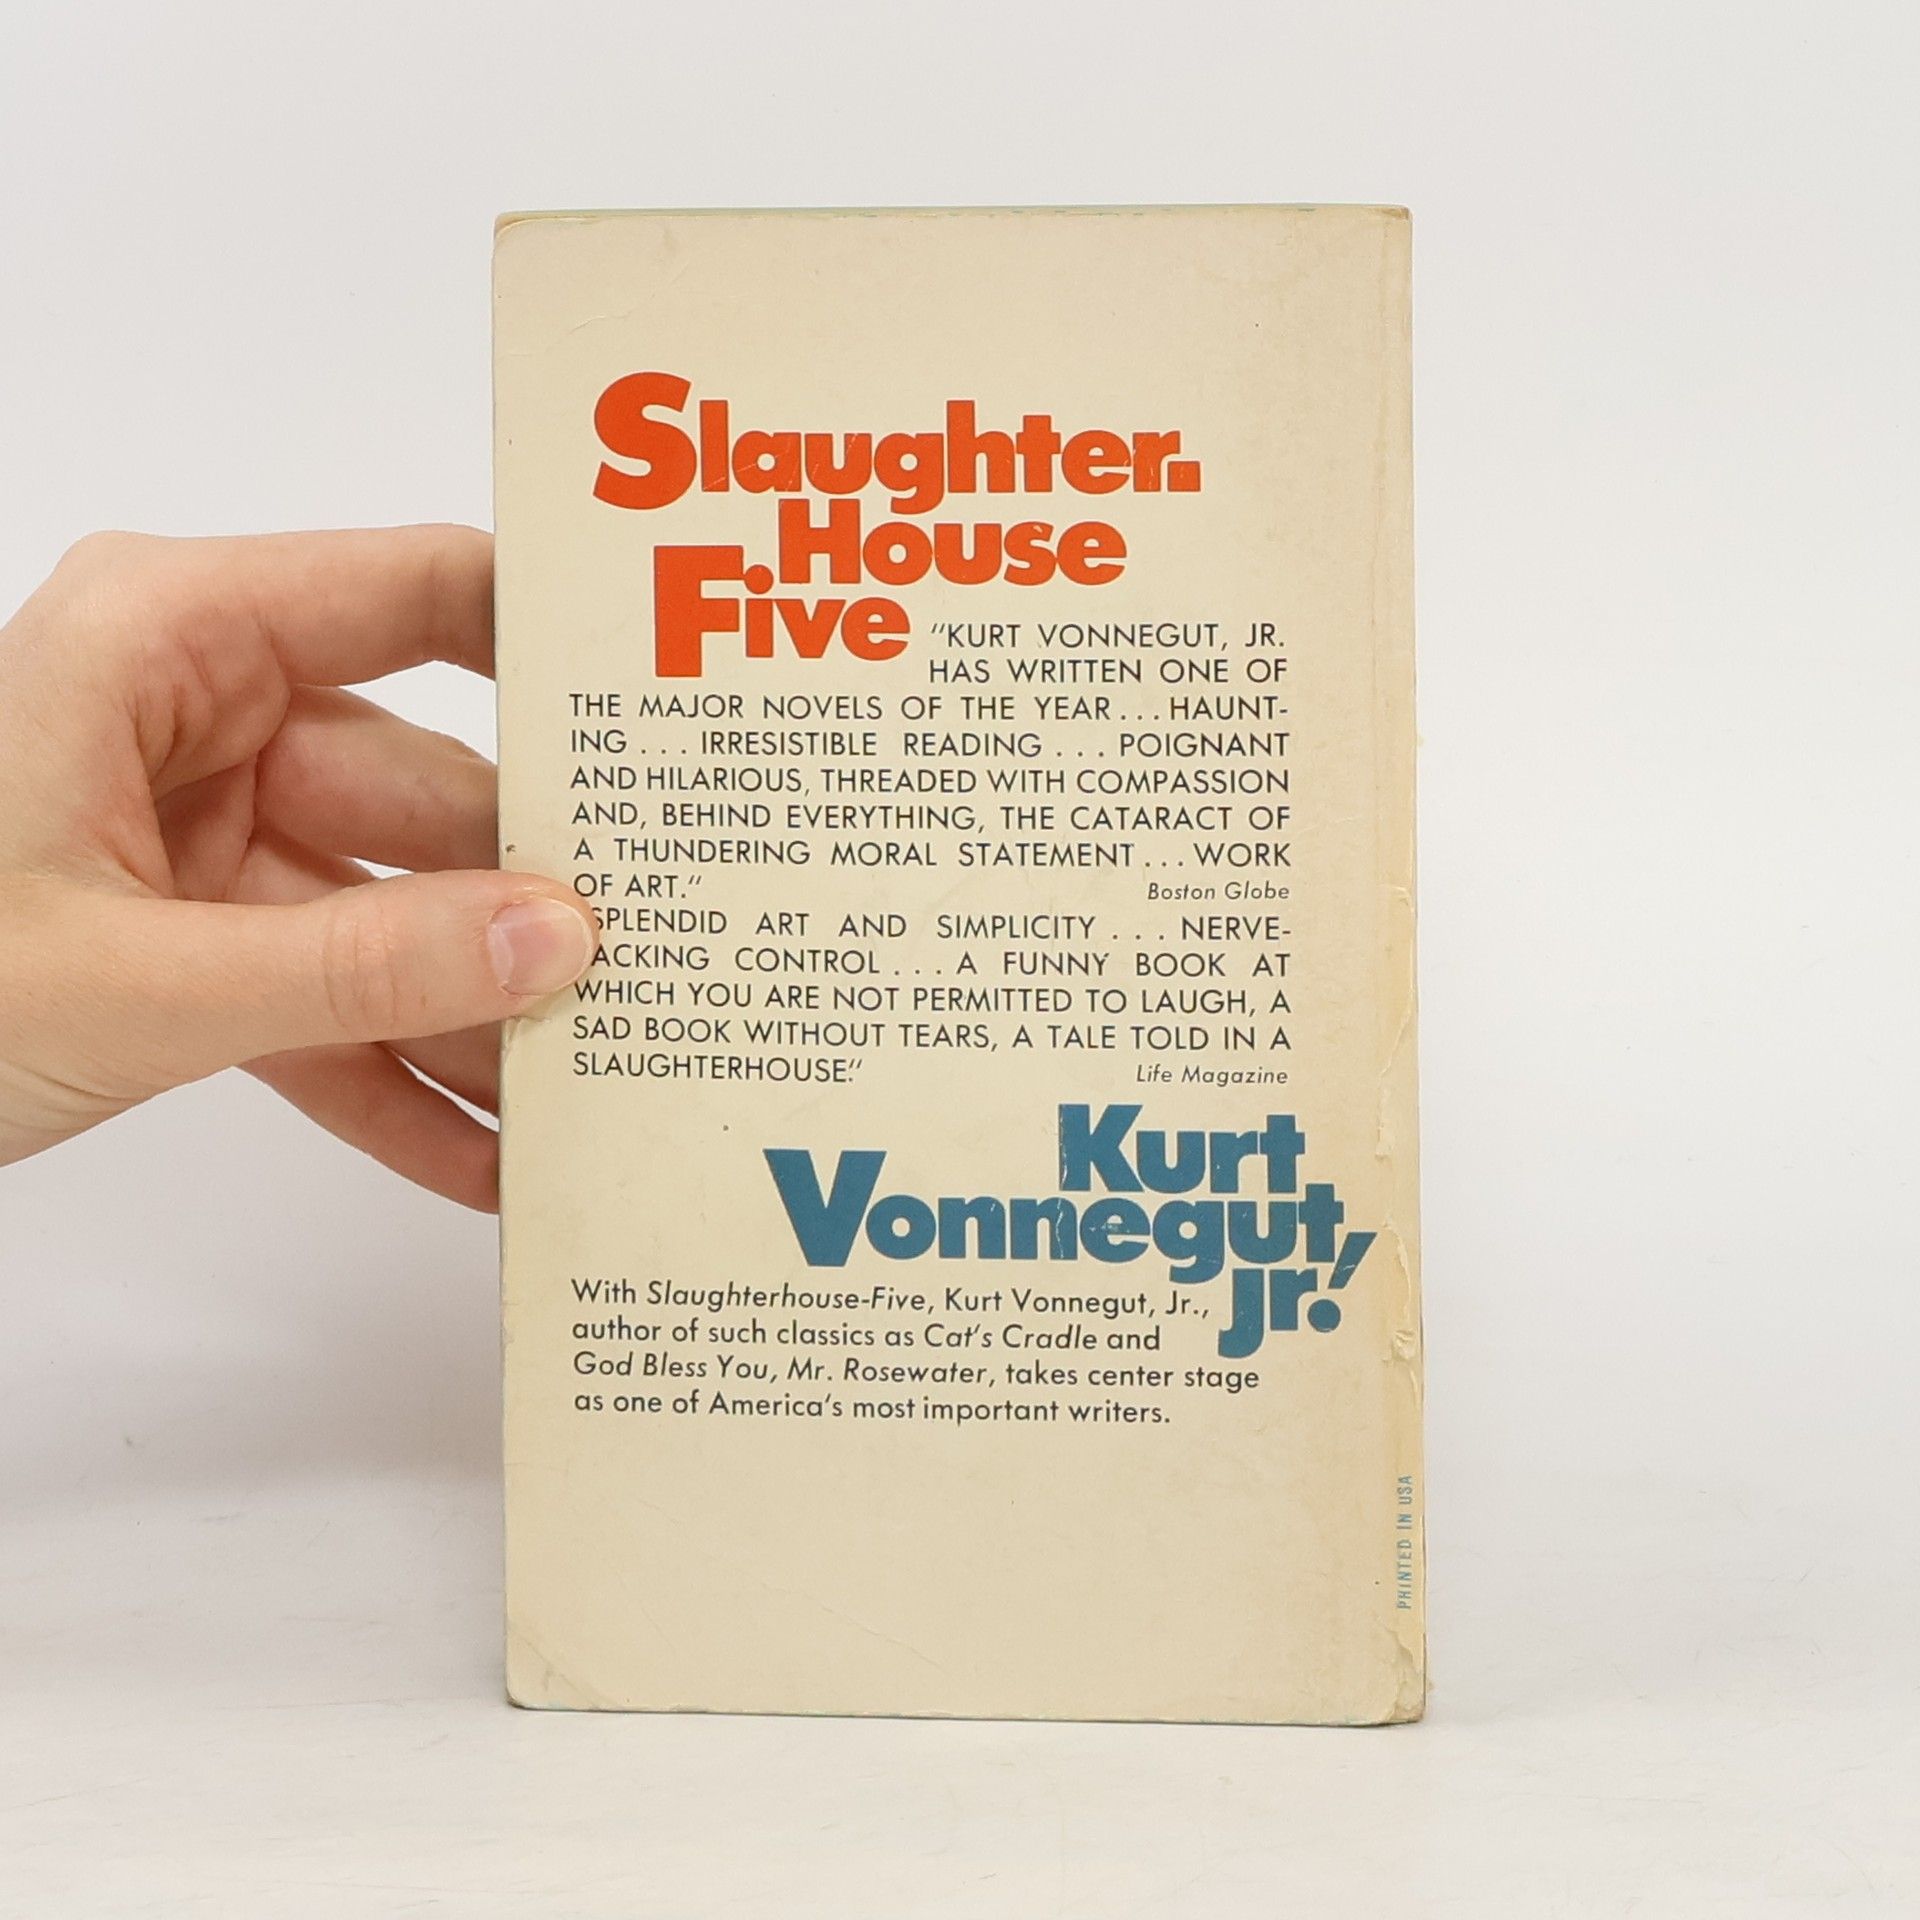 Slaughter-
House
Five
"KURT VONNEGUT, JR.
HAS WRITTEN ONE OF
THE MAJOR NOVELS OF THE YEAR...HAUNT-
ING... IRRESISTIBLE READING... POIGNANT
AND HILARIOUS, THREADED WITH COMPASSION
AND, BEHIND EVERYTHING, THE CATARACT OF
A THUNDERING MORAL STATEMENT...WORK
OF ART." Boston Globe
SPLENDID ART AND SIMPLICITY... NERVE-
ACKING CONTROL...A FUNNY BOOK AT
WHICH YOU ARE NOT PERMITTED TO LAUGH, A
SAD BOOK WITHOUT TEARS, A TALE TOLD IN A
SLAUGHTERHOUSE." Life Magazine
Kurt
Vonnegut,
Jr.!
With Slaughterhouse-Five, Kurt Vonnegut, Jr.,
author of such classics as Cat's Cradle and
God Bless You, Mr. Rosewater, takes center stage
as one of America's most important writers.
PRINTED IN USA